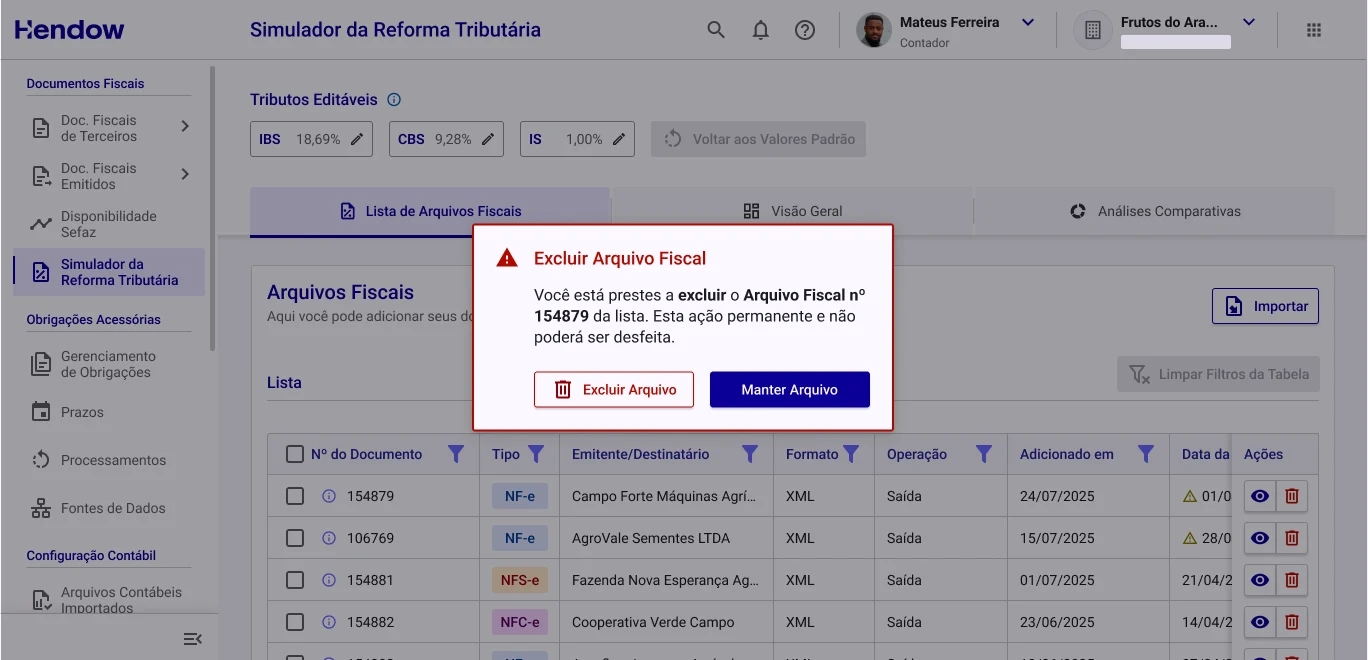 Hendow
Simulador da Reforma Tributária
Mateus Ferreira
Contador
Frutos do Ara...
Documentos Fiscais
Doc. Fiscais
de Terceiros
Doc. Fiscais
Emitidos
Disponibilidade
Sefaz
Simulador da
Reforma Tributária
Obrigações Acessórias
Gerenciamento
de Obrigações
Prazos
Processamentos
Fontes de Dados
Configuração Contábil
Arquivos Contábeis
Importados
Tributos Editáveis
IBS 18,69% CBS 9,28% IS 1,00% Voltar aos Valores Padrão
Lista de Arquivos Fiscais Visão Geral Análises Comparativas
Arquivos Fiscais
Aqui você pode adicionar seus
Importar
Lista
Limpar Filtros da Tabela
Excluir Arquivo Fiscal
Você está prestes a excluir o Arquivo Fiscal nº
154879 da lista. Esta ação permanente e não
poderá ser desfeita.
Excluir Arquivo Manter Arquivo
Nº do Documento Tipo Emitente/Destinatário Formato Operação Adicionado em Data da Ações
154879 NF-e Campo Forte Máquinas Agrí... XML Saída 24/07/2025 01/0
106769 NF-e AgroVale Sementes LTDA XML Saída 15/07/2025 28/0
154881 NFS-e Fazenda Nova Esperança Ag... XML Saída 01/07/2025 21/04/2
154882 NFC-e Cooperativa Verde Campo XML Saída 23/06/2025 14/04/2